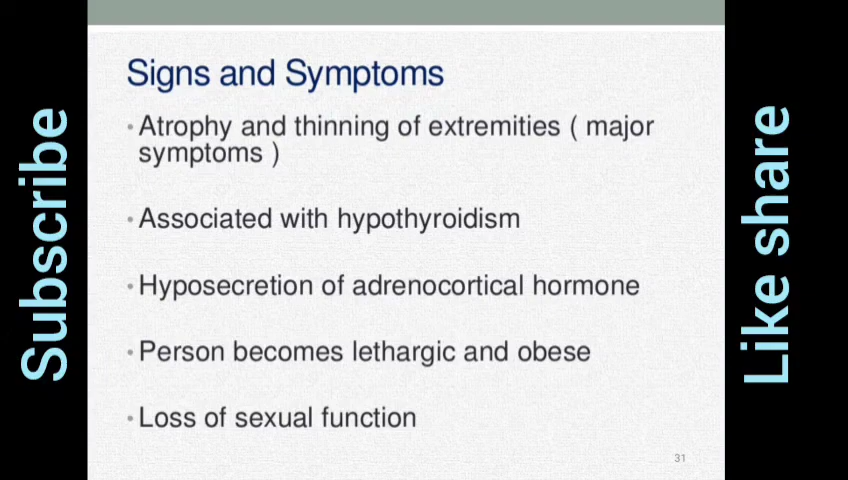 Signs and Symptoms
• Atrophy and thinning of extremities ( major
symptoms )
• Associated with hypothyroidism
• Hyposecretion of adrenocortical hormone
• Person becomes lethargic and obese
• Loss of sexual function
31
Subscribe
Like share